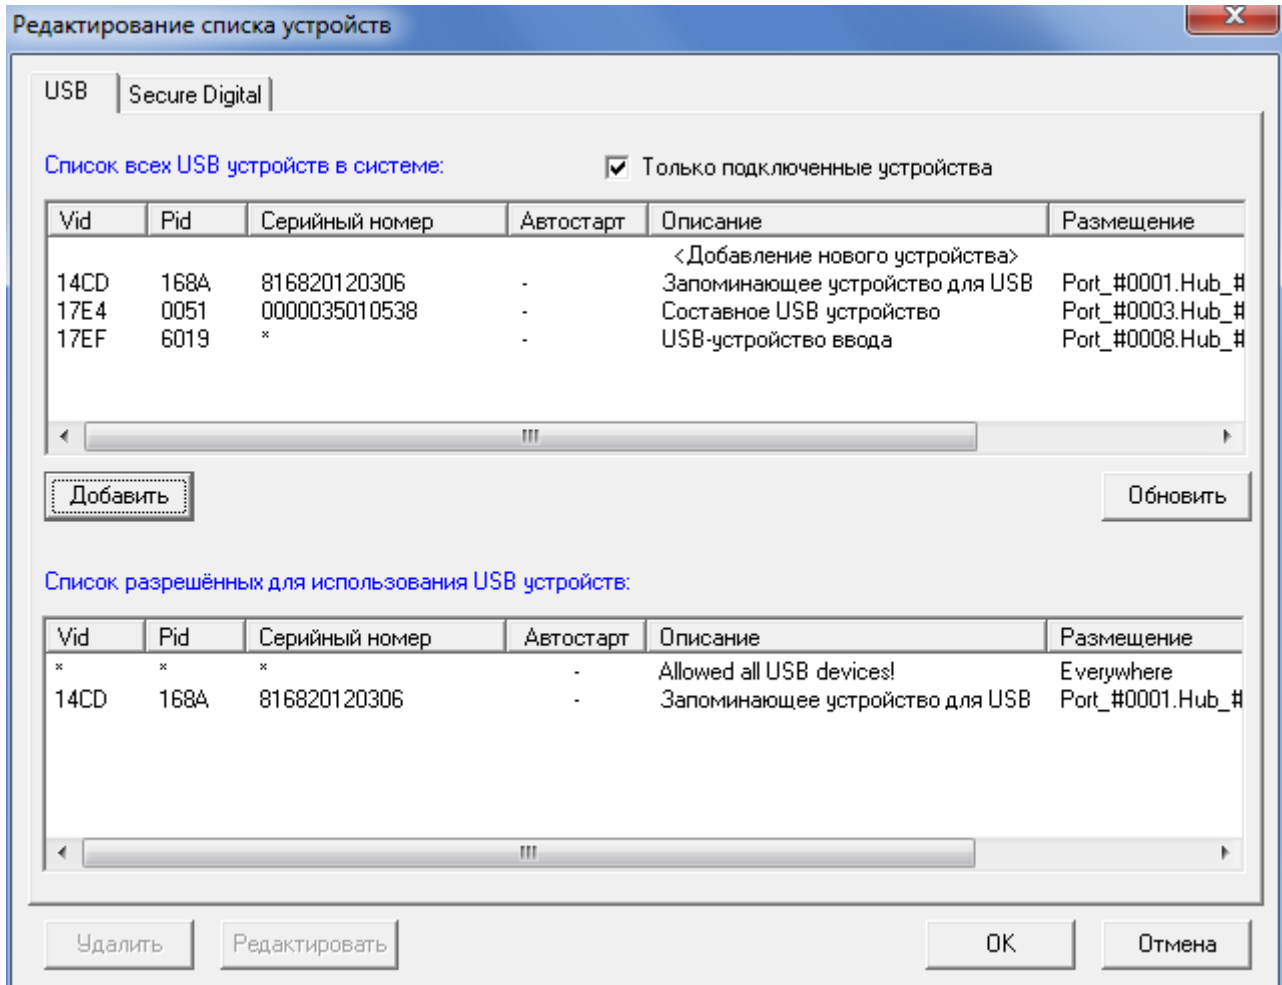 Редактирование списка устройств
USB Secure Digital
Список всех USB устройств в системе: Только подключенные устройства
Vid Pid Серийный номер Автостарт Описание Размещение
<Добавление нового устройства>
14CD 168A 816820120306 - Запоминающее устройство для USB Port_#0001.Hub_#
17E4 0051 0000035010538 - Составное USB устройство Port_#0003.Hub_#
17EF 6019 * - USB-устройство ввода Port_#0008.Hub_#
Добавить Обновить
Список разрешённых для использования USB устройств:
Vid Pid Серийный номер Автостарт Описание Размещение
* * * - Allowed all USB devices! Everywhere
14CD 168A 816820120306 - Запоминающее устройство для USB Port_#0001.Hub_#
Удалить Редактировать OK Отмена